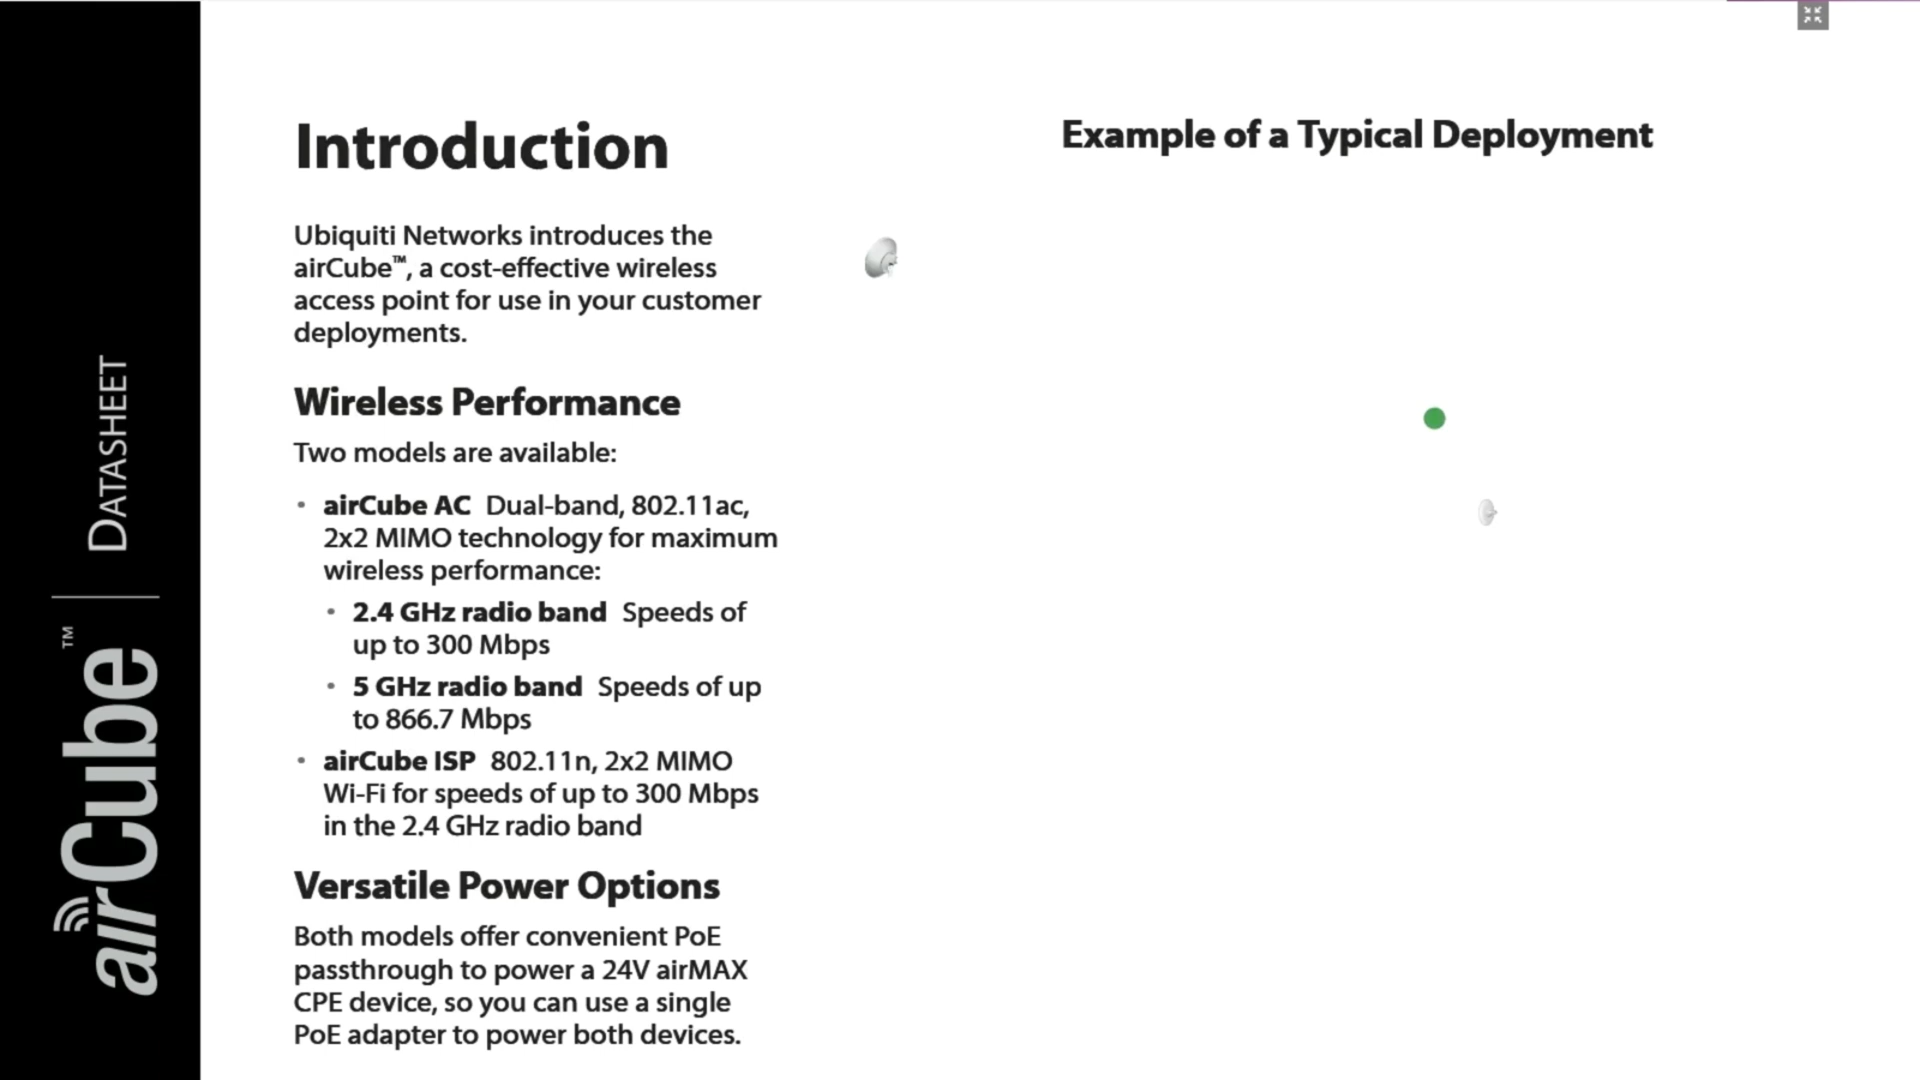 airCube™ | DATASHEET
Introduction
Ubiquiti Networks introduces the
airCube™, a cost-effective wireless
access point for use in your customer
deployments.
Wireless Performance
Two models are available:
• airCube AC Dual-band, 802.11ac,
2x2 MIMO technology for maximum
wireless performance:
• 2.4 GHz radio band Speeds of
up to 300 Mbps
• 5 GHz radio band Speeds of up
to 866.7 Mbps
• airCube ISP 802.11n, 2x2 MIMO
Wi-Fi for speeds of up to 300 Mbps
in the 2.4 GHz radio band
Versatile Power Options
Both models offer convenient PoE
passthrough to power a 24V airMAX
CPE device, so you can use a single
PoE adapter to power both devices.
Example of a Typical Deployment